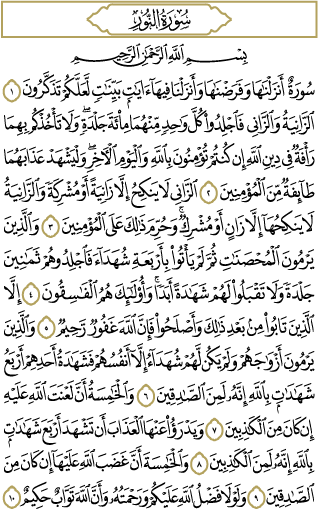 سُورَةُ النُّورِ
بِسْمِ اللَّهِ الرَّحْمَٰنِ الرَّحِيمِ
سُورَةٌ أَنزَلْنَٰهَا وَفَرَضْنَٰهَا وَأَنزَلْنَا فِيهَآ ءَايَٰتٍۭ بَيِّنَٰتٍ لَّعَلَّكُمْ تَذَكَّرُونَ ١
ٱلزَّانِيَةُ وَٱلزَّانِى فَٱجْلِدُوا۟ كُلَّ وَٰحِدٍ مِّنْهُمَا مِا۟ئَةَ جَلْدَةٍ وَلَا تَأْخُذْكُم بِهِمَا
رَأْفَةٌ فِى دِينِ ٱللَّهِ إِن كُنتُمْ تُؤْمِنُونَ بِٱللَّهِ وَٱلْيَوْمِ ٱلْءَاخِرِ وَلْيَشْهَدْ عَذَابَهُمَا
طَآئِفَةٌ مِّنَ ٱلْمُؤْمِنِينَ ٢ ٱلزَّانِى لَا يَنكِحُ إِلَّا زَانِيَةً أَوْ مُشْرِكَةً وَٱلزَّانِيَةُ
لَا يَنكِحُهَآ إِلَّا زَانٍ أَوْ مُشْرِكٌ وَحُرِّمَ ذَٰلِكَ عَلَى ٱلْمُؤْمِنِينَ ٣ وَٱلَّذِينَ
يَرْمُونَ ٱلْمُحْصَنَٰتِ ثُمَّ لَمْ يَأْتُوا۟ بِأَرْبَعَةِ شُهَدَآءَ فَٱجْلِدُوهُمْ ثَمَٰنِينَ
جَلْدَةً وَلَا تَقْبَلُوا۟ لَهُمْ شَهَٰدَةً أَبَدًا وَأُو۟لَٰٓئِكَ هُمُ ٱلْفَٰسِقُونَ ٤ إِلَّا
ٱلَّذِينَ تَابُوا۟ مِنۢ بَعْدِ ذَٰلِكَ وَأَصْلَحُوا۟ فَإِنَّ ٱللَّهَ غَفُورٌ رَّحِيمٌ ٥ وَٱلَّذِينَ
يَرْمُونَ أَزْوَٰجَهُمْ وَلَمْ يَكُن لَّهُمْ شُهَدَآءُ إِلَّآ أَنفُسُهُمْ فَشَهَٰدَةُ أَحَدِهِمْ أَرْبَعُ
شَهَٰدَٰتٍۭ بِٱللَّهِ إِنَّهُۥ لَمِنَ ٱلصَّٰدِقِينَ ٦ وَٱلْخَٰمِسَةُ أَنَّ لَعْنَتَ ٱللَّهِ عَلَيْهِ
إِن كَانَ مِنَ ٱلْكَٰذِبِينَ ٧ وَيَدْرَؤُا۟ عَنْهَا ٱلْعَذَابَ أَن تَشْهَدَ أَرْبَعَ شَهَٰدَٰتٍۭ
بِٱللَّهِ إِنَّهُۥ لَمِنَ ٱلْكَٰذِبِينَ ٨ وَٱلْخَٰمِسَةَ أَنَّ غَضَبَ ٱللَّهِ عَلَيْهَآ إِن كَانَ مِنَ
ٱلصَّٰدِقِينَ ٩ وَلَوْلَا فَضْلُ ٱللَّهِ عَلَيْكُمْ وَرَحْمَتُهُۥ وَأَنَّ ٱللَّهَ تَوَّابٌ حَكِيمٌ ١٠